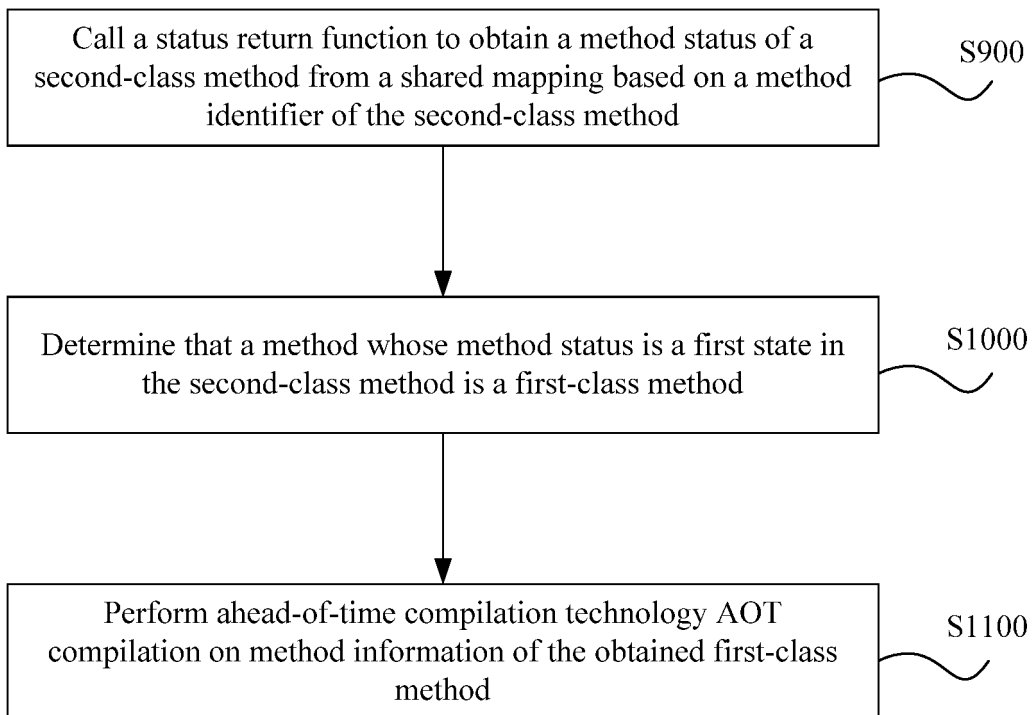 Call a status return function to obtain a method status of a
second-class method from a shared mapping based on a method
identifier of the second-class method
S900
Determine that a method whose method status is a first state in
the second-class method is a first-class method
S1000
Perform ahead-of-time compilation technology AOT
compilation on method information of the obtained first-class
method
S1100